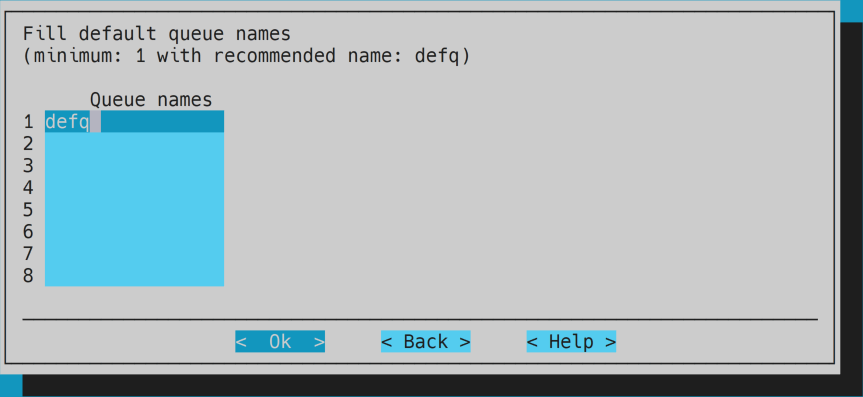 Fill default queue names
(minimum: 1 with recommended name: defq)
Queue names
1 defq
2
3
4
5
6
7
8
< Ok > < Back > < Help >